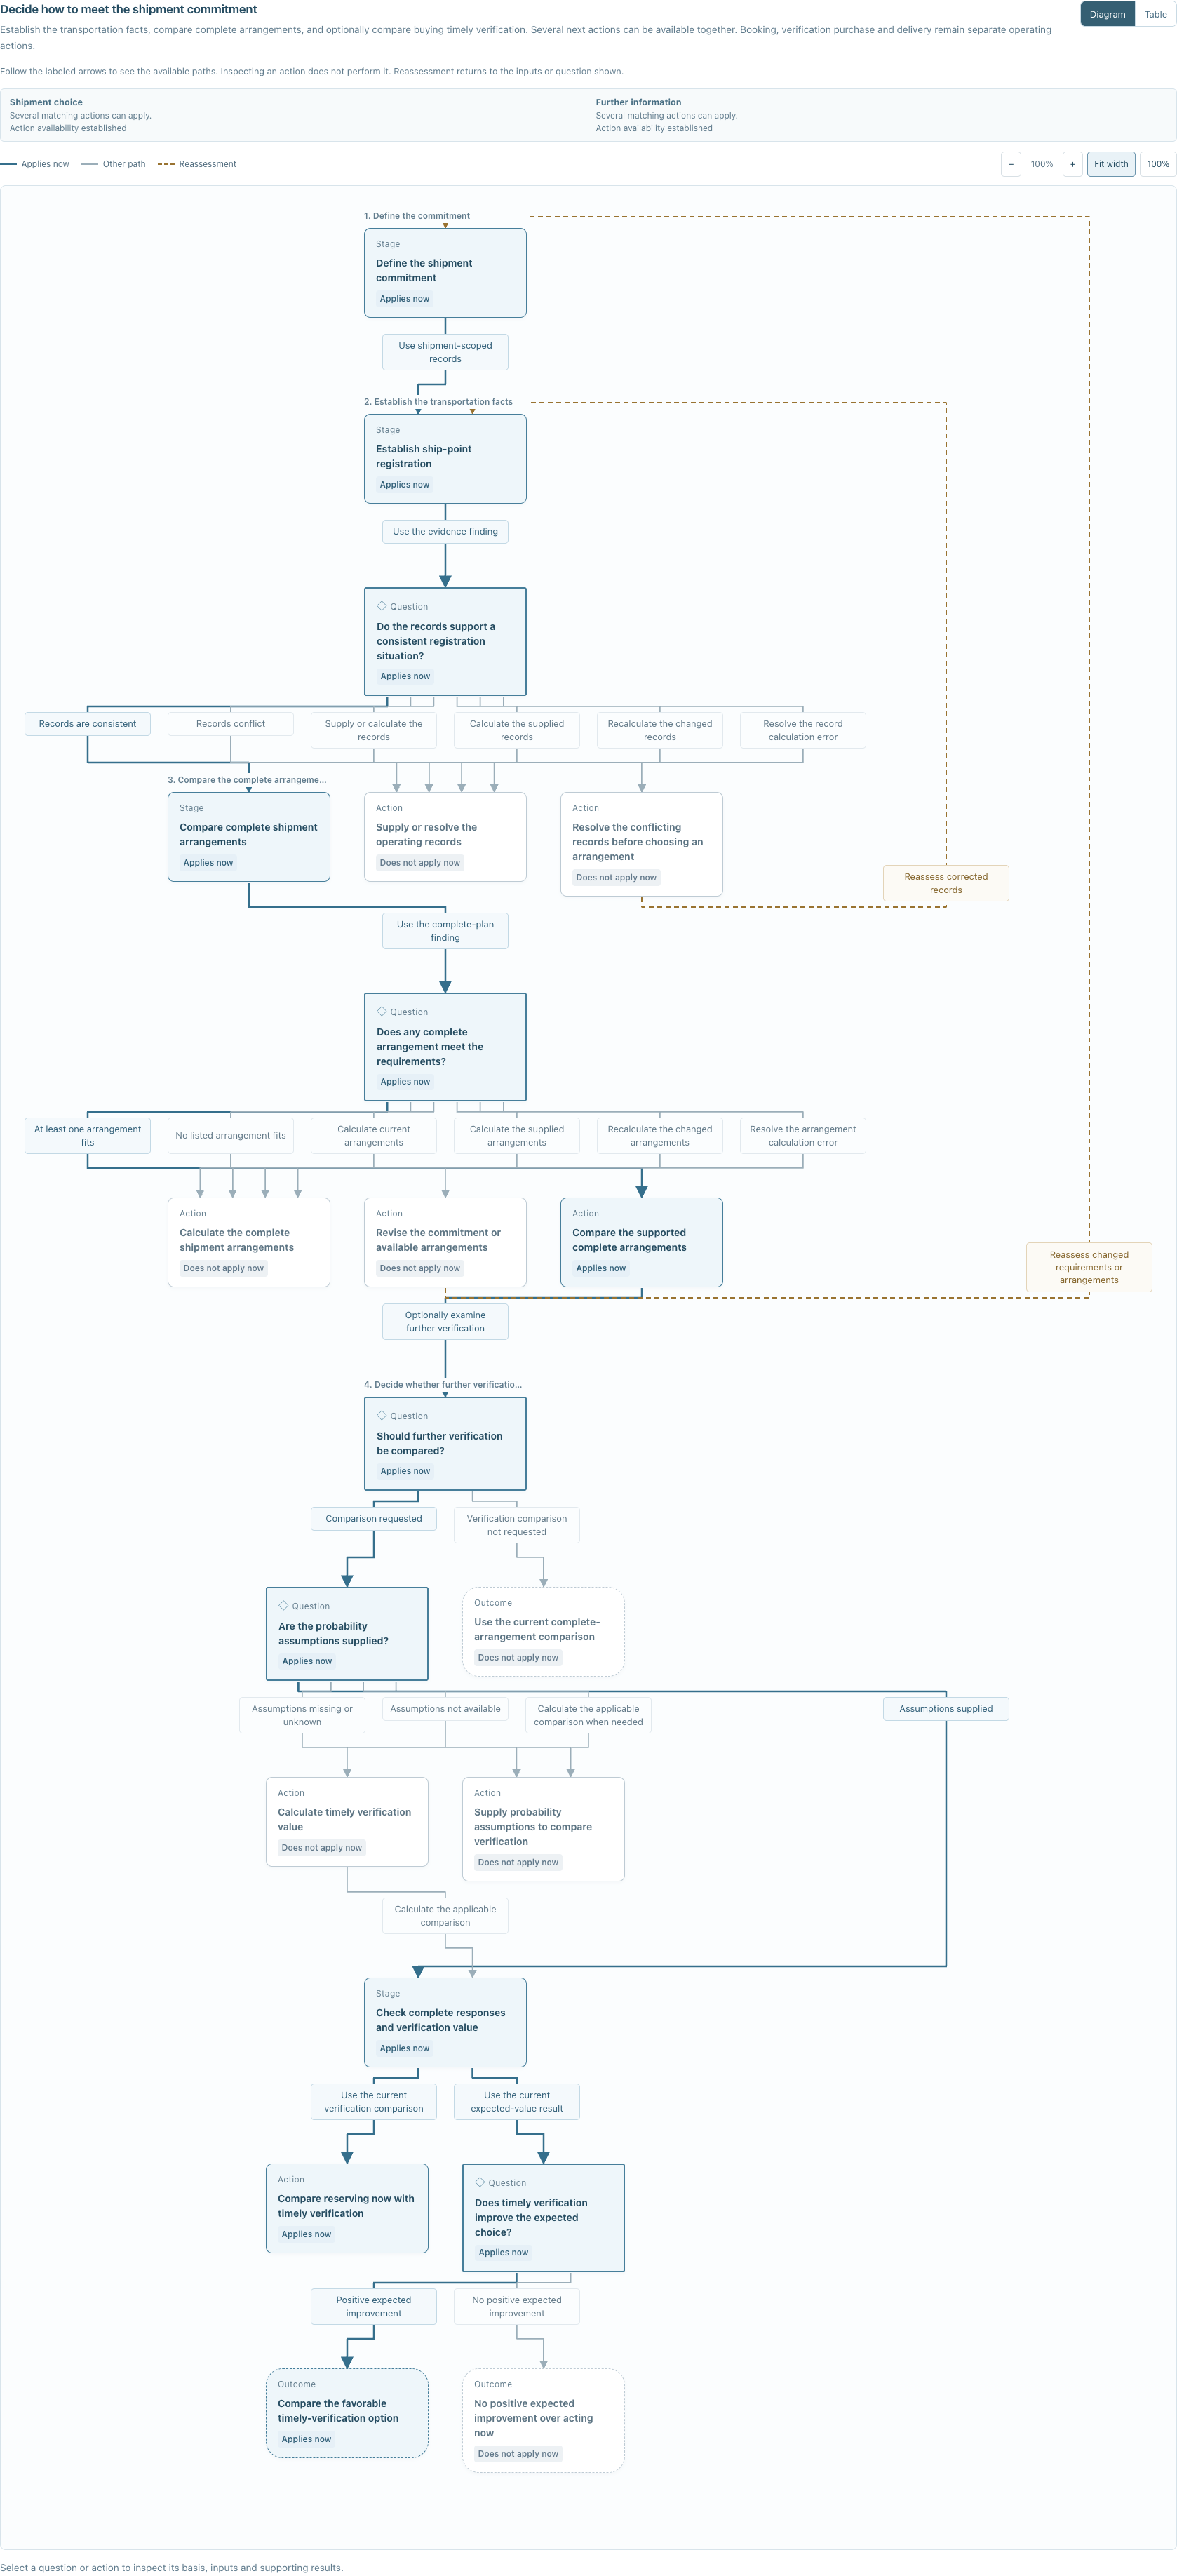 Decide how to meet the shipment commitment
Diagram
Table
Establish the transportation facts, compare complete arrangements, and optionally compare buying timely verification. Several next actions can be available together. Booking, verification purchase and delivery remain separate operating
actions.
Follow the labeled arrows to see the available paths. Inspecting an action does not perform it. Reassessment returns to the inputs or question shown.
Shipment choice
Several matching actions can apply.
Action availability established
Further information
Several matching actions can apply.
Action availability established
Applies now
Other path
Reassessment
−
100%
+
Fit width
100%
1. Define the commitment
Stage
Define the shipment
commitment
Applies now
Use shipment-scoped
records
2. Establish the transportation facts
Stage
Establish ship-point
registration
Applies now
Use the evidence finding
Question
Do the records support a
consistent registration
situation?
Applies now
Records are consistent
Records conflict
Supply or calculate the
records
Calculate the supplied
records
Recalculate the changed
records
Resolve the record
calculation error
3. Compare the complete arrangeme...
Stage
Compare complete shipment
arrangements
Applies now
Action
Supply or resolve the
operating records
Does not apply now
Action
Resolve the conflicting
records before choosing an
arrangement
Does not apply now
Reassess corrected
records
Use the complete-plan
finding
Question
Does any complete
arrangement meet the
requirements?
Applies now
At least one arrangement
fits
No listed arrangement fits
Calculate current
arrangements
Calculate the supplied
arrangements
Recalculate the changed
arrangements
Resolve the arrangement
calculation error
Action
Calculate the complete
shipment arrangements
Does not apply now
Action
Revise the commitment or
available arrangements
Does not apply now
Action
Compare the supported
complete arrangements
Applies now
Reassess changed
requirements or
arrangements
Optionally examine
further verification
4. Decide whether further verificatio...
Question
Should further verification
be compared?
Applies now
Comparison requested
Verification comparison
not requested
Question
Are the probability
assumptions supplied?
Applies now
Outcome
Use the current complete-
arrangement comparison
Does not apply now
Assumptions missing or
unknown
Assumptions not available
Calculate the applicable
comparison when needed
Assumptions supplied
Action
Calculate timely verification
value
Does not apply now
Action
Supply probability
assumptions to compare
verification
Does not apply now
Calculate the applicable
comparison
Stage
Check complete responses
and verification value
Applies now
Use the current
verification comparison
Use the current
expected-value result
Action
Compare reserving now with
timely verification
Applies now
Question
Does timely verification
improve the expected
choice?
Applies now
Positive expected
improvement
No positive expected
improvement
Outcome
Compare the favorable
timely-verification option
Applies now
Outcome
No positive expected
improvement over acting
now
Does not apply now
Select a question or action to inspect its basis, inputs and supporting results.